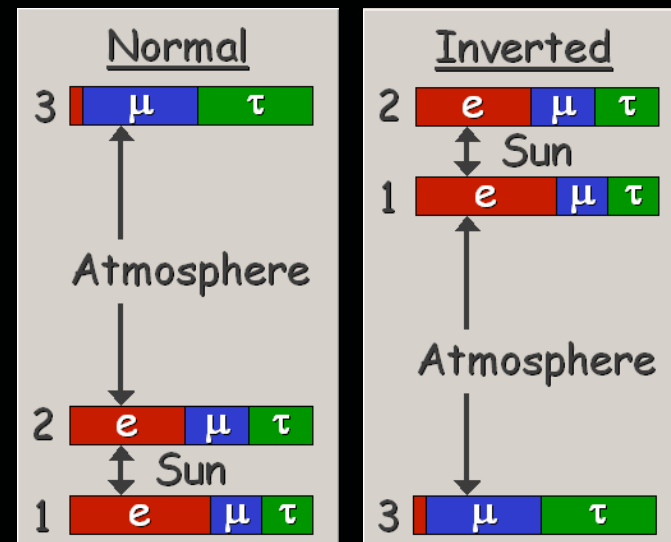 Normal
3 μ τ
Atmosphere
2 e μ τ
Sun
1 e μ τ
Inverted
2 e μ τ
Sun
1 e μ τ
Atmosphere
3 μ τ